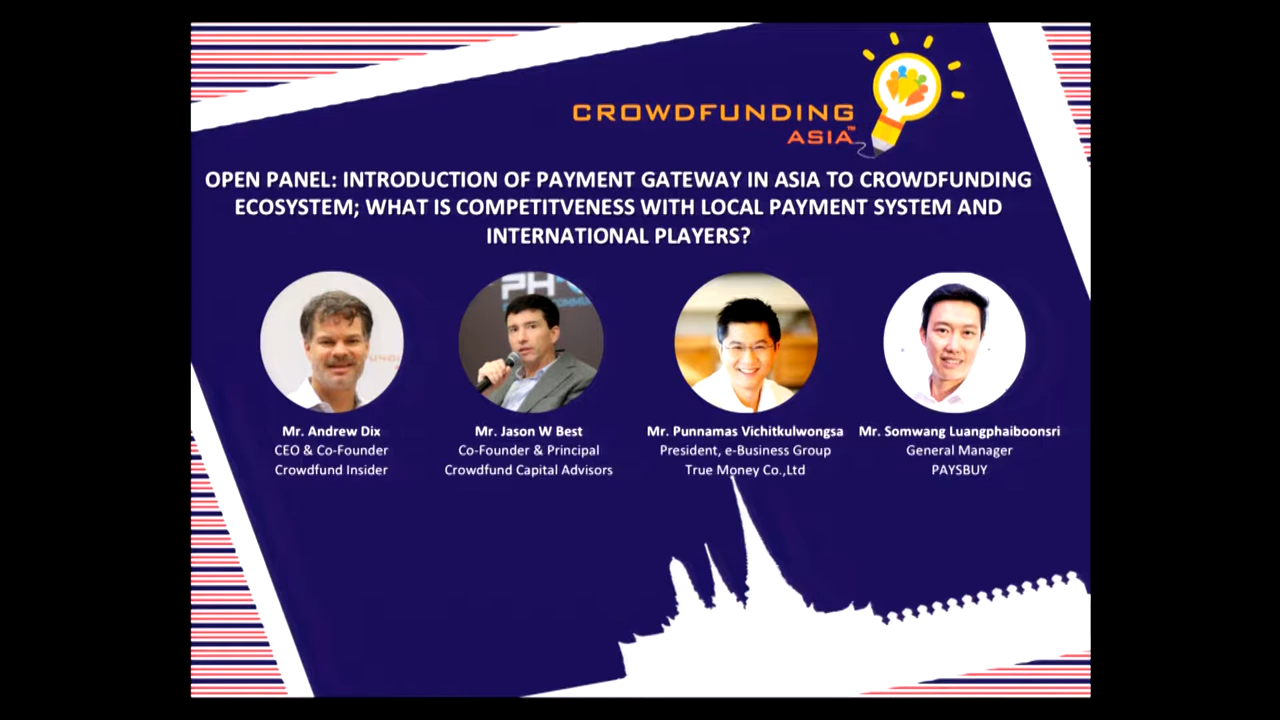 CROWDFUNDING
ASIA™
OPEN PANEL: INTRODUCTION OF PAYMENT GATEWAY IN ASIA TO CROWDFUNDING
ECOSYSTEM; WHAT IS COMPETITVENESS WITH LOCAL PAYMENT SYSTEM AND
INTERNATIONAL PLAYERS?
PH
Mr. Andrew Dix
CEO & Co-Founder
Crowdfund Insider
Mr. Jason W Best
Co-Founder & Principal
Crowdfund Capital Advisors
Mr. Punnamas Vichitkulwongsa
President, e-Business Group
True Money Co.,Ltd
Mr. Somwang Luangphaiboonsri
General Manager
PAYSBUY